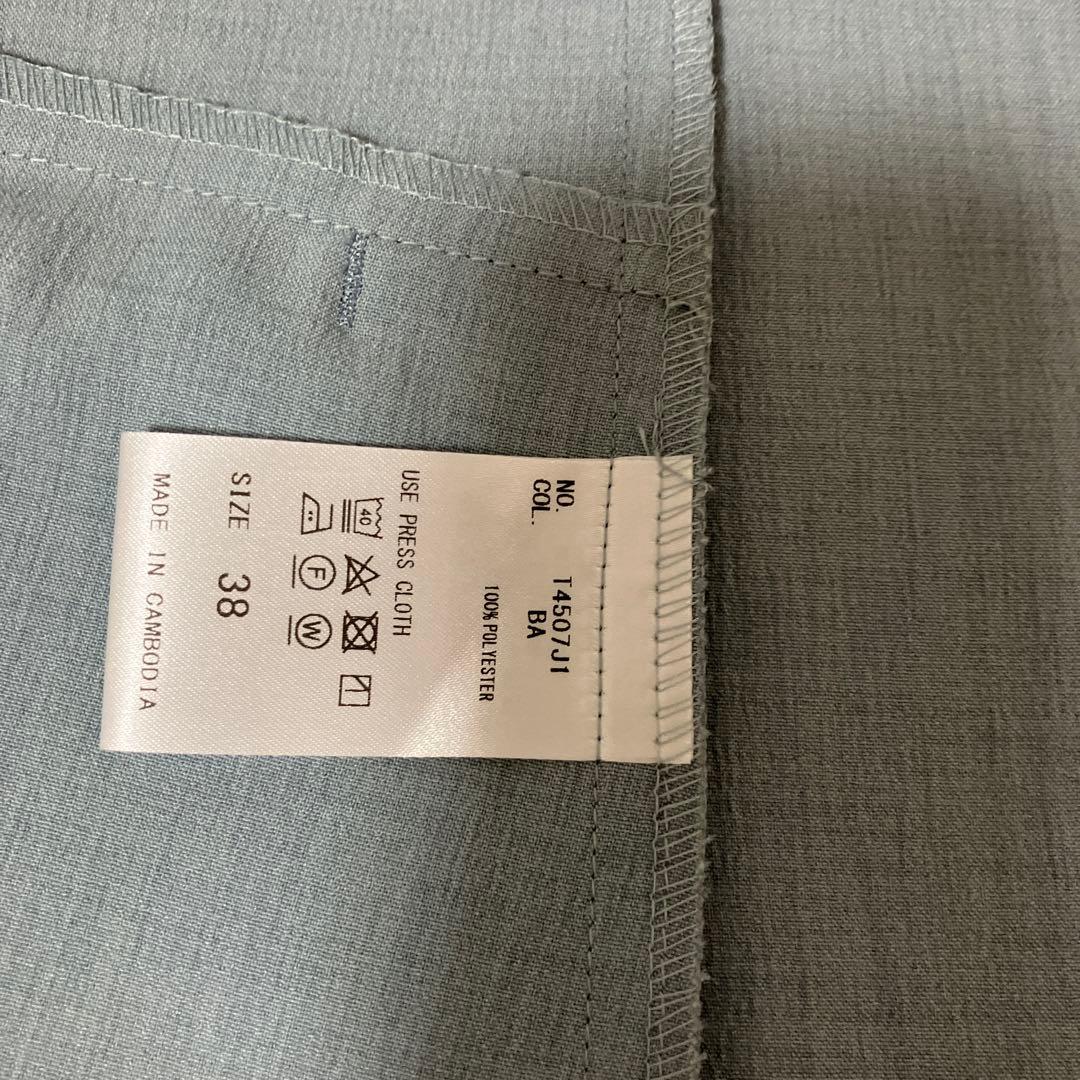 NO. T4507J1
COL. BA
100% POLYESTER
USE PRESS CLOTH
40
F W
SIZE 38
MADE IN CAMBODIA